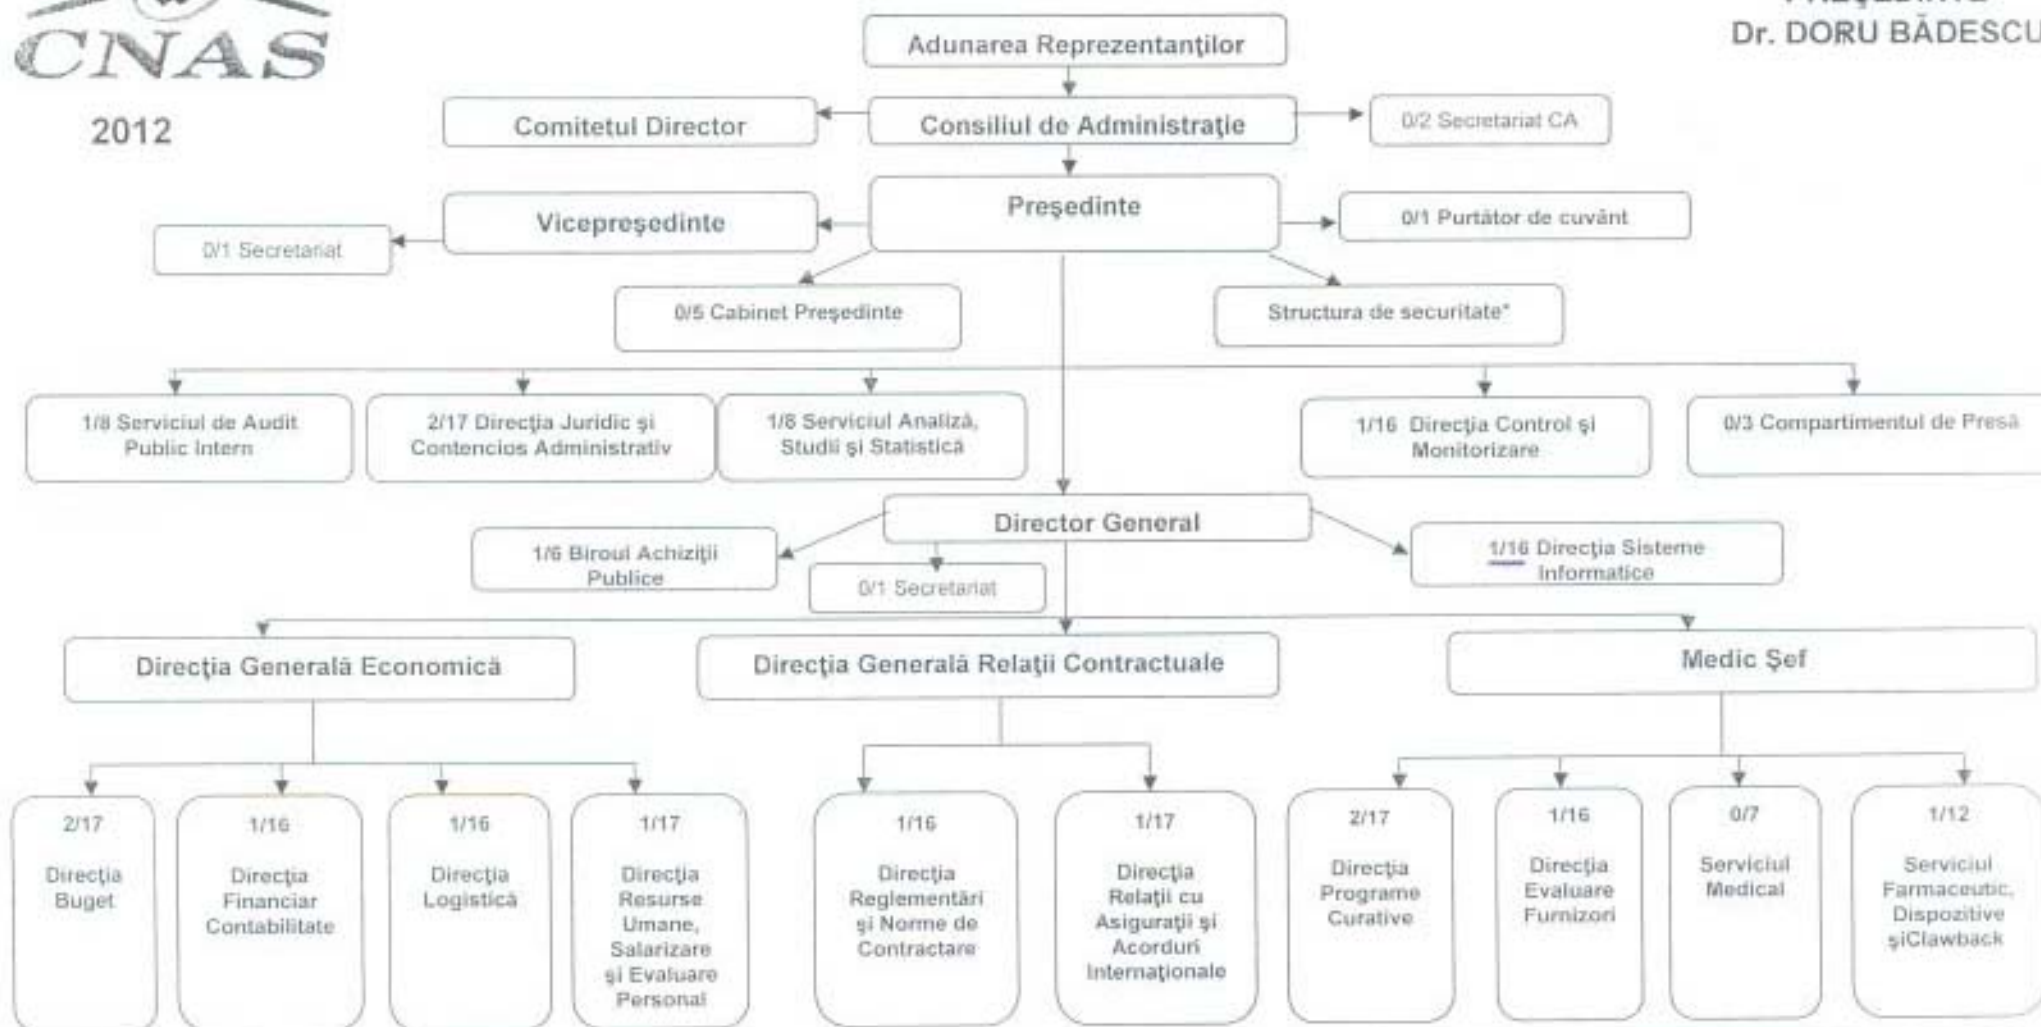 CNAS
2012
PREŞEDINTE
Dr. DORU BĂDESCU
Adunarea Reprezentanţilor
Comitetul Director
Consiliul de Administraţie
0/2 Secretariat CA
Vicepreşedinte
Preşedinte
0/1 Purtător de cuvânt
0/1 Secretariat
0/5 Cabinet Preşedinte
Structura de securitate*
1/8 Serviciul de Audit
Public Intern
2/17 Direcţia Juridic şi
Contencios Administrativ
1/8 Serviciul Analiză,
Studii şi Statistică
1/16 Direcţia Control şi
Monitorizare
0/3 Compartimentul de Presă
Director General
1/6 Biroul Achiziţii
Publice
0/1 Secretariat
1/16 Direcţia Sisteme
Informatice
Direcţia Generală Economică
Direcţia Generală Relaţii Contractuale
Medic Şef
2/17
Direcţia
Buget
1/16
Direcţia
Financiar
Contabilitate
1/16
Direcţia
Logistică
1/17
Direcţia
Resurse
Umane,
Salarizare
şi Evaluare
Personal
1/16
Direcţia
Reglementări
şi Norme de
Contractare
1/17
Direcţia
Relaţii cu
Asiguraţii şi
Acorduri
Internaţionale
2/17
Direcţia
Programe
Curative
1/16
Direcţia
Evaluare
Furnizori
0/7
Serviciul
Medical
1/12
Serviciul
Farmaceutic,
Dispozitive
şiClawback